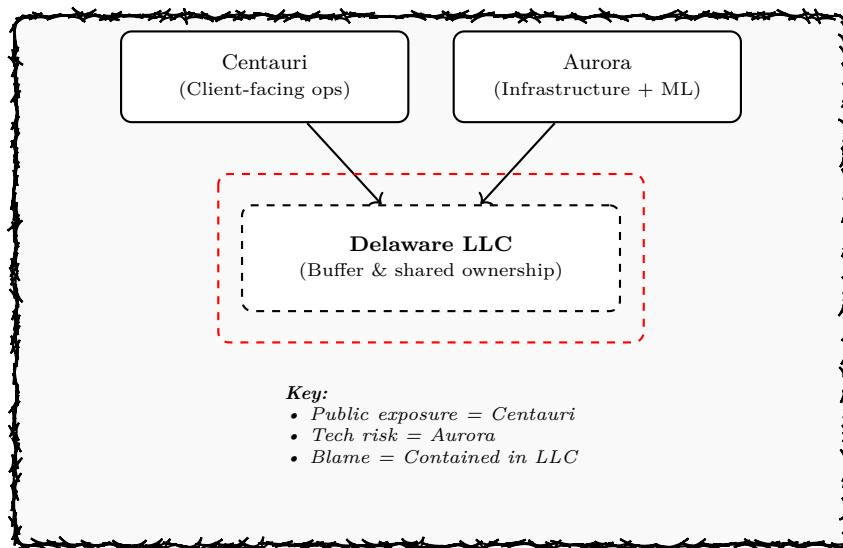 Centauri
(Client-facing ops)
Aurora
(Infrastructure + ML)
Delaware LLC
(Buffer & shared ownership)
Key:
• Public exposure = Centauri
• Tech risk = Aurora
• Blame = Contained in LLC